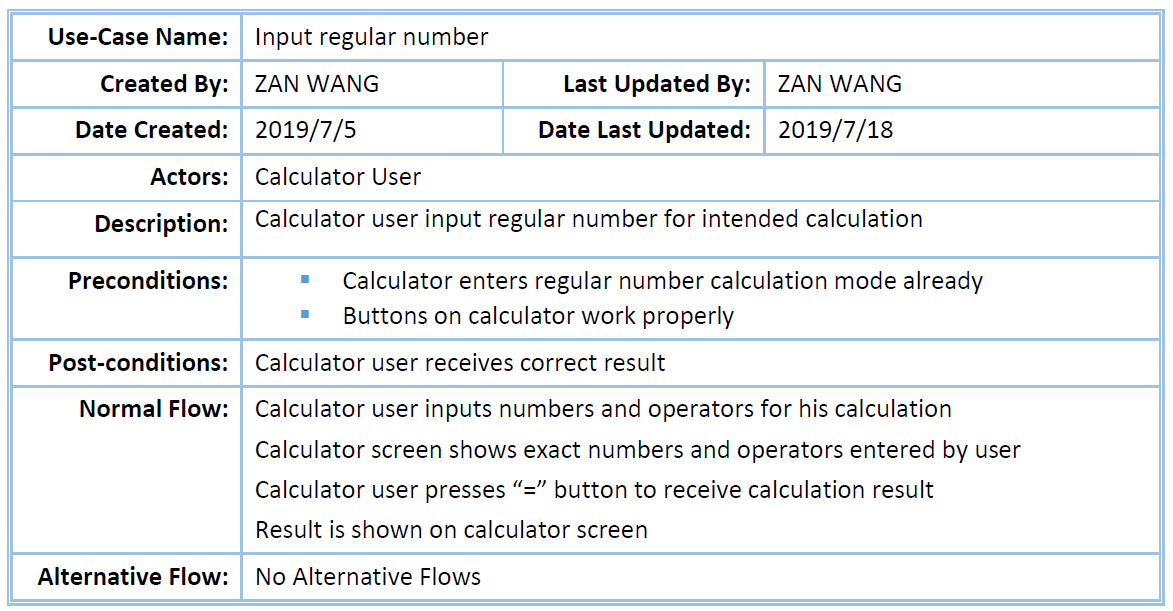 Use-Case Name: Input regular number
Created By: ZAN WANG Last Updated By: ZAN WANG
Date Created: 2019/7/5 Date Last Updated: 2019/7/18
Actors: Calculator User
Description: Calculator user input regular number for intended calculation
Preconditions: ▪ Calculator enters regular number calculation mode already
▪ Buttons on calculator work properly
Post-conditions: Calculator user receives correct result
Normal Flow: Calculator user inputs numbers and operators for his calculation
Calculator screen shows exact numbers and operators entered by user
Calculator user presses “=” button to receive calculation result
Result is shown on calculator screen
Alternative Flow: No Alternative Flows